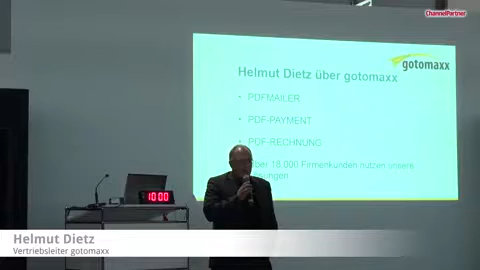 ChannelPartner
gotomaxx
Helmut Dietz über gotomaxx
• PDFMAILER
• PDF-PAYMENT
• PDF-RECHNUNG
über 18.000 Firmenkunden nutzen unsere
10:00
Helmut Dietz
Vertriebsleiter gotomaxx